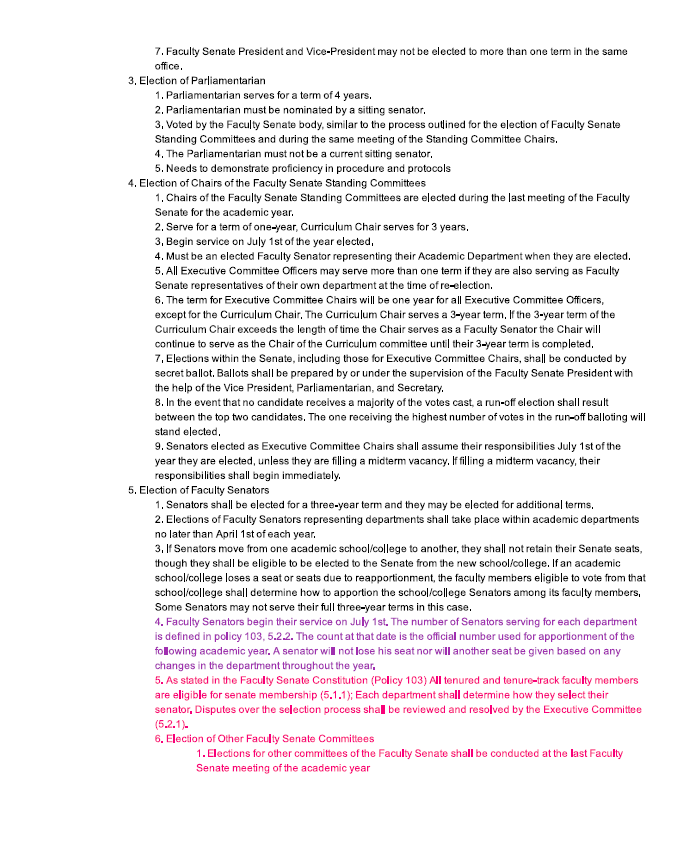 7. Faculty Senate President and Vice-President may not be elected to more than one term in the same
office.
3. Election of Parliamentarian
1. Parliamentarian serves for a term of 4 years.
2. Parliamentarian must be nominated by a sitting senator.
3. Voted by the Faculty Senate body, similar to the process outlined for the election of Faculty Senate
Standing Committees and during the same meeting of the Standing Committee Chairs.
4. The Parliamentarian must not be a current sitting senator.
5. Needs to demonstrate proficiency in procedure and protocols
4. Election of Chairs of the Faculty Senate Standing Committees
1. Chairs of the Faculty Senate Standing Committees are elected during the last meeting of the Faculty
Senate for the academic year.
2. Serve for a term of one-year, Curriculum Chair serves for 3 years.
3. Begin service on July 1st of the year elected.
4. Must be an elected Faculty Senator representing their Academic Department when they are elected.
5. All Executive Committee Officers may serve more than one term if they are also serving as Faculty
Senate representatives of their own department at the time of re-election.
6. The term for Executive Committee Chairs will be one year for all Executive Committee Officers,
except for the Curriculum Chair. The Curriculum Chair serves a 3-year term. If the 3-year term of the
Curriculum Chair exceeds the length of time the Chair serves as a Faculty Senator the Chair will
continue to serve as the Chair of the Curriculum committee until their 3-year term is completed.
7. Elections within the Senate, including those for Executive Committee Chairs, shall be conducted by
secret ballot. Ballots shall be prepared by or under the supervision of the Faculty Senate President with
the help of the Vice President, Parliamentarian, and Secretary.
8. In the event that no candidate receives a majority of the votes cast, a run-off election shall result
between the top two candidates. The one receiving the highest number of votes in the run-off balloting will
stand elected.
9. Senators elected as Executive Committee Chairs shall assume their responsibilities July 1st of the
year they are elected, unless they are filling a midterm vacancy. If filling a midterm vacancy, their
responsibilities shall begin immediately.
5. Election of Faculty Senators
1. Senators shall be elected for a three-year term and they may be elected for additional terms.
2. Elections of Faculty Senators representing departments shall take place within academic departments
no later than April 1st of each year.
3. If Senators move from one academic school/college to another, they shall not retain their Senate seats,
though they shall be eligible to be elected to the Senate from the new school/college. If an academic
school/college loses a seat or seats due to reapportionment, the faculty members eligible to vote from that
school/college shall determine how to apportion the school/college Senators among its faculty members.
Some Senators may not serve their full three-year terms in this case.
4. Faculty Senators begin their service on July 1st. The number of Senators serving for each department
is defined in policy 103, 5.2.2. The count at that date is the official number used for apportionment of the
following academic year. A senator will not lose his seat nor will another seat be given based on any
changes in the department throughout the year.
5. As stated in the Faculty Senate Constitution (Policy 103) All tenured and tenure-track faculty members
are eligible for senate membership (5.1.1); Each department shall determine how they select their
senator. Disputes over the selection process shall be reviewed and resolved by the Executive Committee
(5.2.1).
6. Election of Other Faculty Senate Committees
1. Elections for other committees of the Faculty Senate shall be conducted at the last Faculty
Senate meeting of the academic year